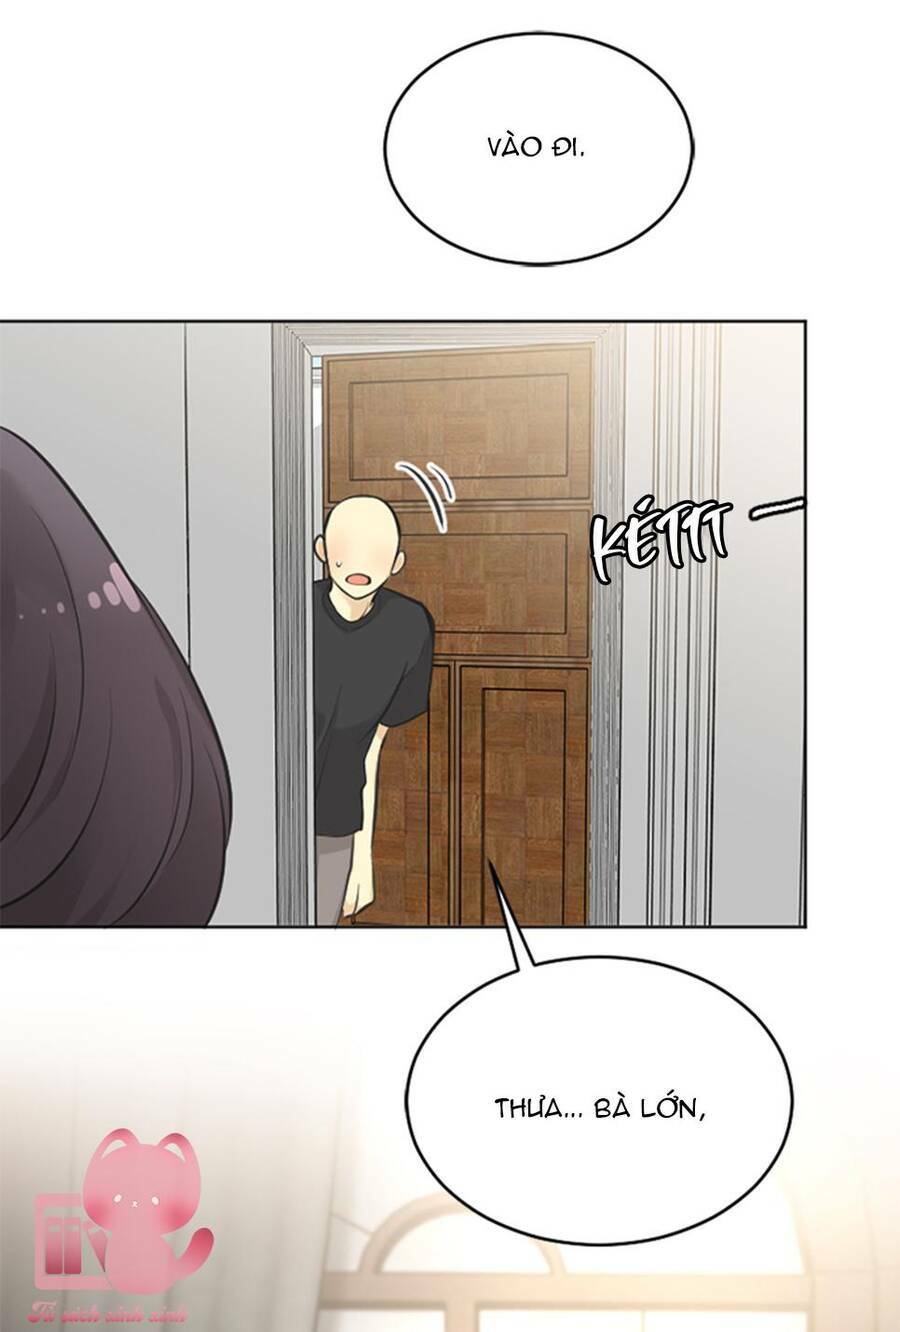 VÀO ĐI.
KÉTTT
THƯA... BÀ LỚN,
Tủ sách xinh xinh